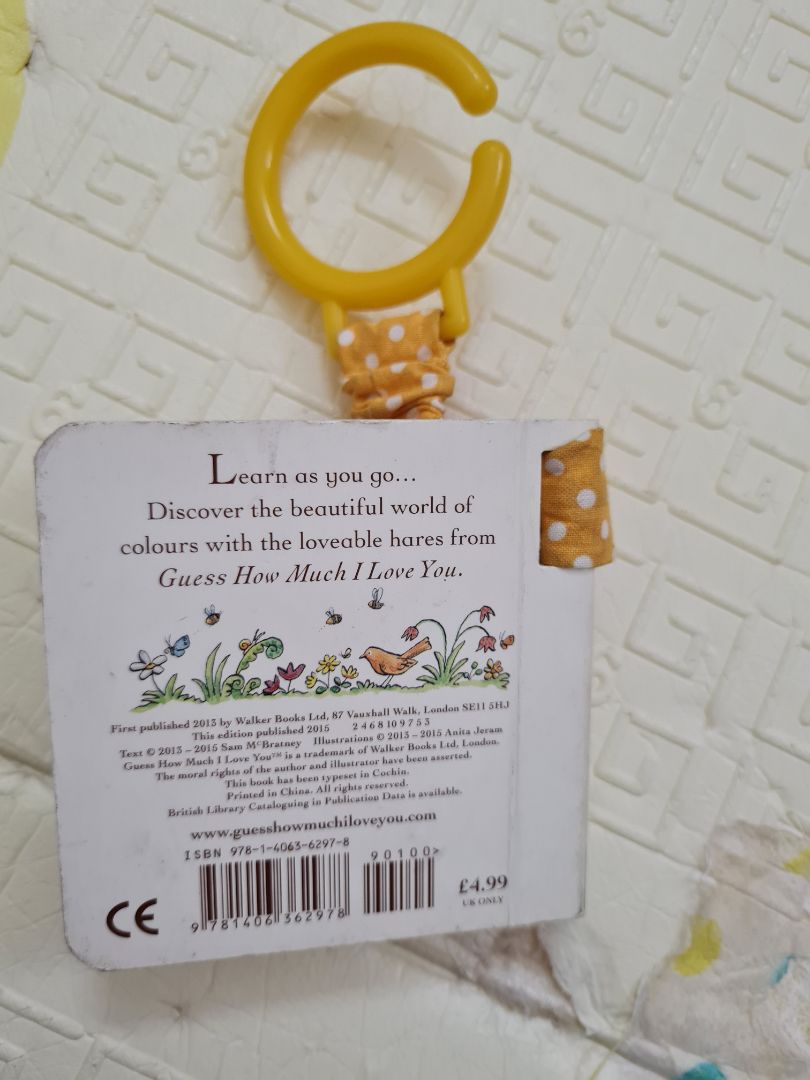 Learn as you go...
Discover the beautiful world of
colours with the loveable hares from
Guess How Much I Love You.
First published 2013 by Walker Books Ltd, 87 Vauxhall Walk, London SE11 5HJ
This edition published 2015 2 4 6 8 10 9 7 5 3
Text © 2013 – 2015 Sam McBratney Illustrations © 2013 – 2015 Anita Jeram
Guess How Much I Love You™ is a trademark of Walker Books Ltd, London.
The moral rights of the author and illustrator have been asserted.
This book has been typeset in Cochin.
Printed in China. All rights reserved.
British Library Cataloguing in Publication Data is available.
www.guesshowmuchiloveyou.com
ISBN 978-1-4063-6297-8
90100>
£4.99
UK ONLY
CE
9 781406 362978